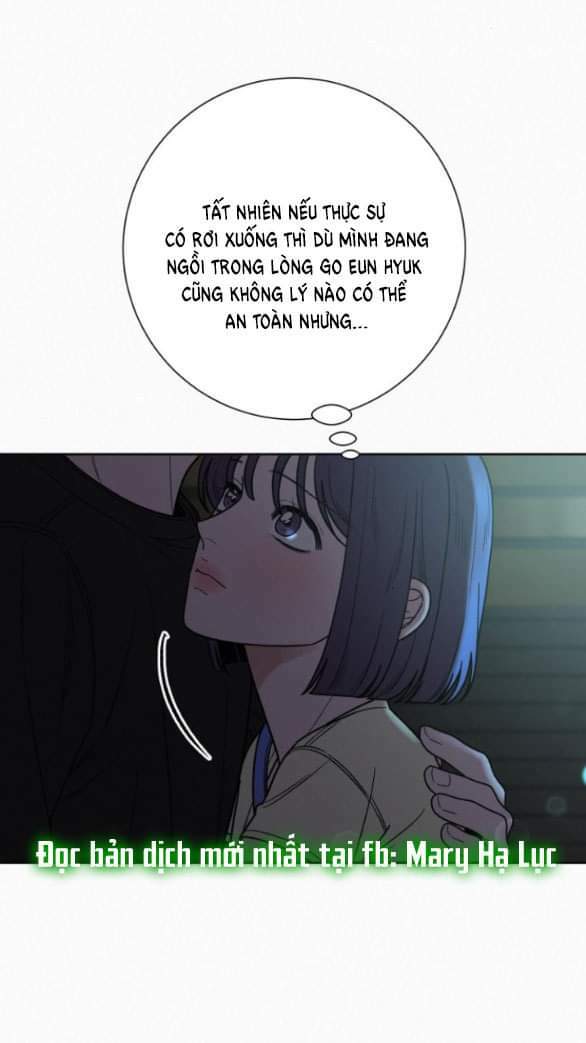 TẤT NHIÊN NẾU THỰC SỰ
CÓ RƠI XUỐNG THÌ DÙ MÌNH ĐANG
NGỒI TRONG LÒNG GO EUN HYUK
CŨNG KHÔNG LÝ NÀO CÓ THỂ
AN TOÀN NHƯNG...
Đọc bản dịch mới nhất tại fb: Mary Hạ Lục